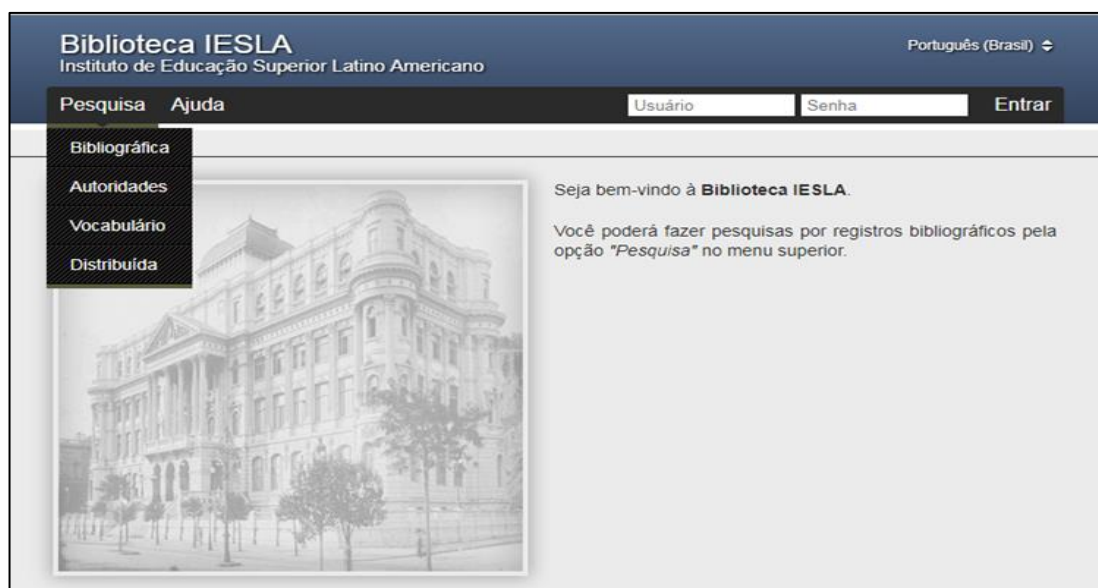 Biblioteca IESLA
Português (Brasil)
Instituto de Educação Superior Latino Americano
Pesquisa Ajuda Usuário Senha Entrar
Bibliográfica
Autoridades
Vocabulário
Distribuída
Seja bem-vindo à Biblioteca IESLA.
Você poderá fazer pesquisas por registros bibliográficos pela
opção "Pesquisa" no menu superior.